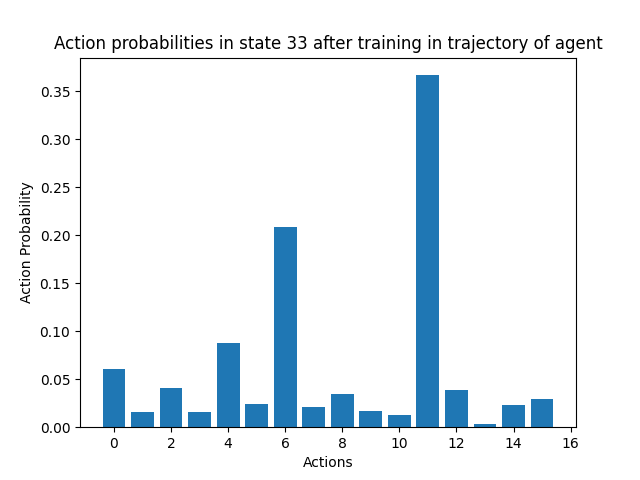 Action probabilities in state 33 after training in trajectory of agent
0.35
0.30
0.25
0.20
0.15
0.10
0.05
0.00
Action Probability
0 2 4 6 8 10 12 14 16
Actions